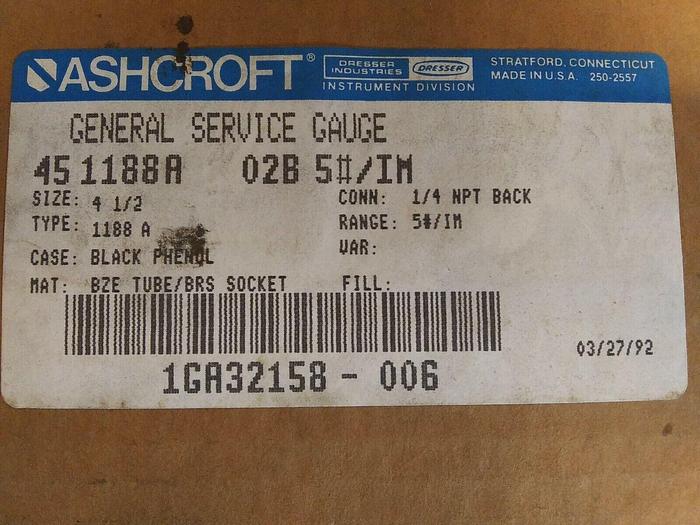 ASHCROFT®
DRESSER INDUSTRIES DRESSER
INSTRUMENT DIVISION
STRATFORD, CONNECTICUT
MADE IN U.S.A. 250-2557
GENERAL SERVICE GAUGE
45 1188A 02B 5#/IM
SIZE: 4 1/2 CONN: 1/4 NPT BACK
TYPE: 1188 A RANGE: 5#/IM
CASE: BLACK PHENOL VAR:
MAT: BZE TUBE/BRS SOCKET FILL:
03/27/92
1GA32158 - 006